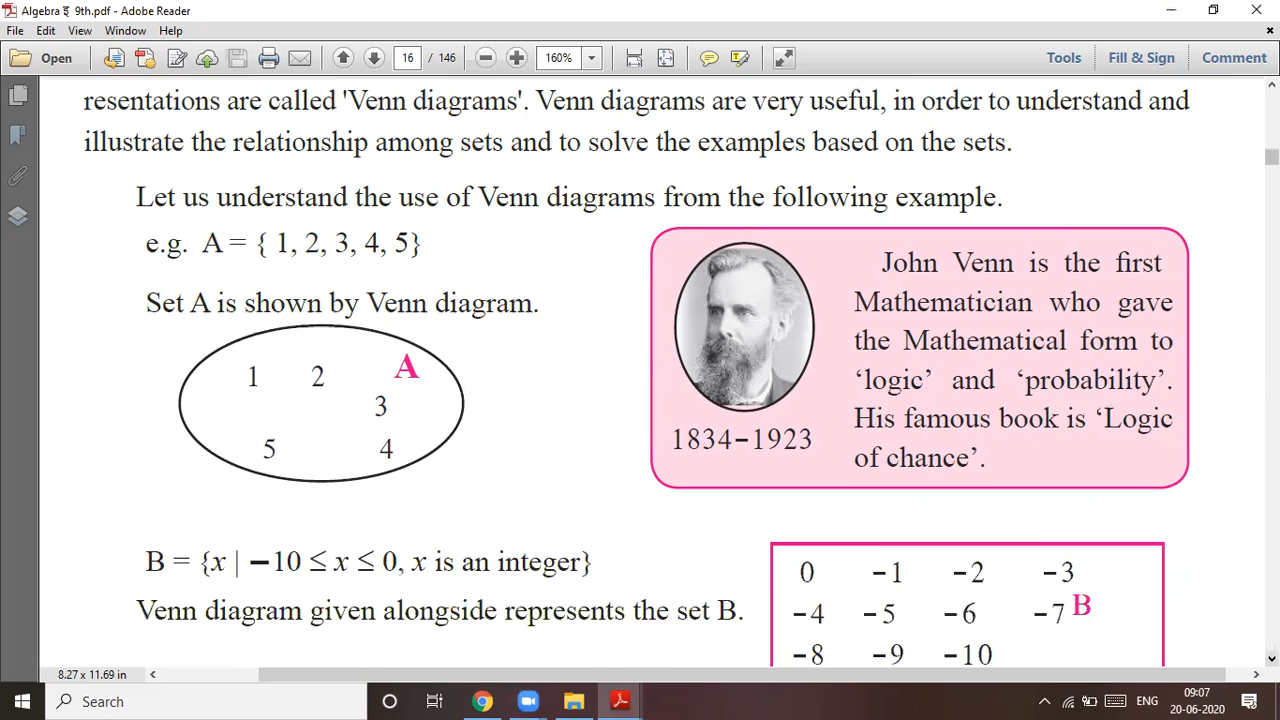 Algebra इ 9th.pdf - Adobe Reader
File Edit View Window Help
Open 16 / 146 160% Tools Fill & Sign Comment
resentations are called 'Venn diagrams'. Venn diagrams are very useful, in order to understand and
illustrate the relationship among sets and to solve the examples based on the sets.
Let us understand the use of Venn diagrams from the following example.
e.g. A = { 1, 2, 3, 4, 5}
Set A is shown by Venn diagram.
1 2 A
3
5 4
John Venn is the first
Mathematician who gave
the Mathematical form to
‘logic’ and ‘probability’.
His famous book is ‘Logic
of chance’.
1834-1923
B = {x | −10 ≤ x ≤ 0, x is an integer}
Venn diagram given alongside represents the set B.
0 -1 -2 -3
-4 -5 -6 -7 B
-8 -9 -10
8.27 x 11.69 in
Search
ENG
09:07
20-06-2020